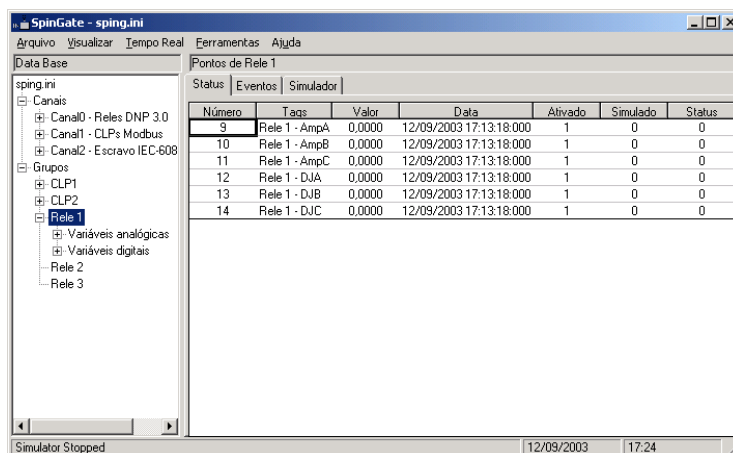 SpinGate - sping.ini
Arquivo Visualizar Tempo Real Ferramentas Ajuda
Data Base
Pontos de Rele 1
sping.ini
Canais
Canal0 - Reles DNP 3.0
Canal1 - CLPs Modbus
Canal2 - Escravo IEC-608
Grupos
CLP1
CLP2
Rele 1
Variáveis analógicas
Variáveis digitais
Rele 2
Rele 3
Status Eventos Simulador
Número Tags Valor Data Ativado Simulado Status
9 Rele 1 - AmpA 0,0000 12/09/2003 17:13:18:000 1 0 0
10 Rele 1 - AmpB 0,0000 12/09/2003 17:13:18:000 1 0 0
11 Rele 1 - AmpC 0,0000 12/09/2003 17:13:18:000 1 0 0
12 Rele 1 - DJA 0,0000 12/09/2003 17:13:18:000 1 0 0
13 Rele 1 - DJB 0,0000 12/09/2003 17:13:18:000 1 0 0
14 Rele 1 - DJC 0,0000 12/09/2003 17:13:18:000 1 0 0
Simulator Stopped 12/09/2003 17:24